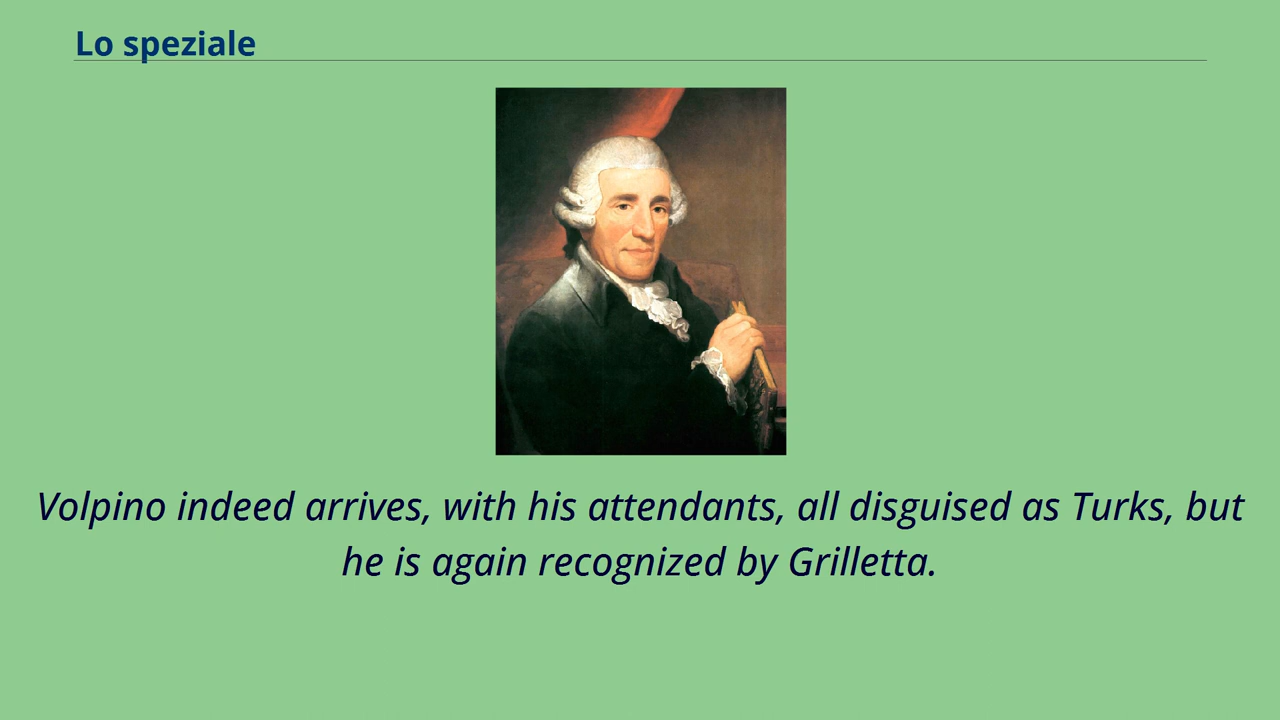 Lo speziale
Volpino indeed arrives, with his attendants, all disguised as Turks, but
he is again recognized by Grilletta.